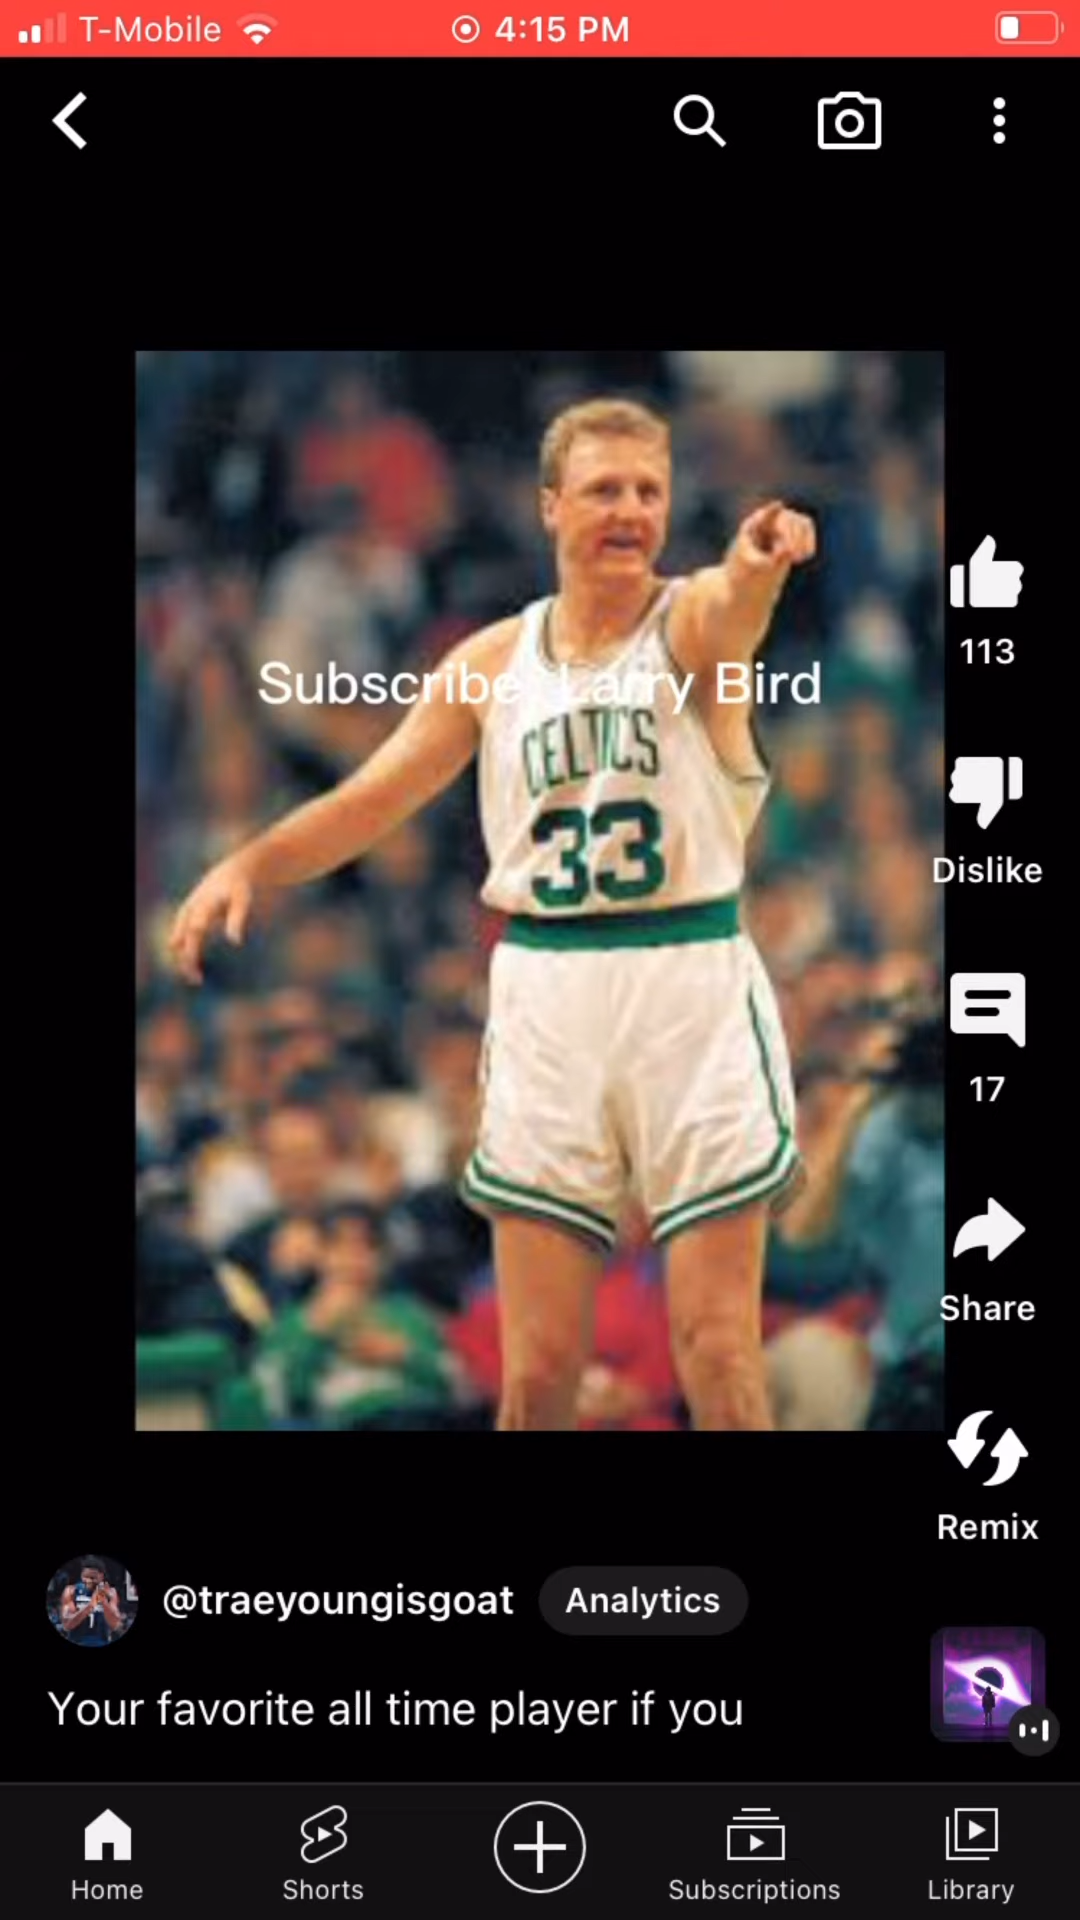 T-Mobile
4:15 PM
Subscribe: Larry Bird
CELTICS
33
113
Dislike
17
Share
Remix
@traeyoungisgoat
Analytics
Your favorite all time player if you
Home
Shorts
Subscriptions
Library